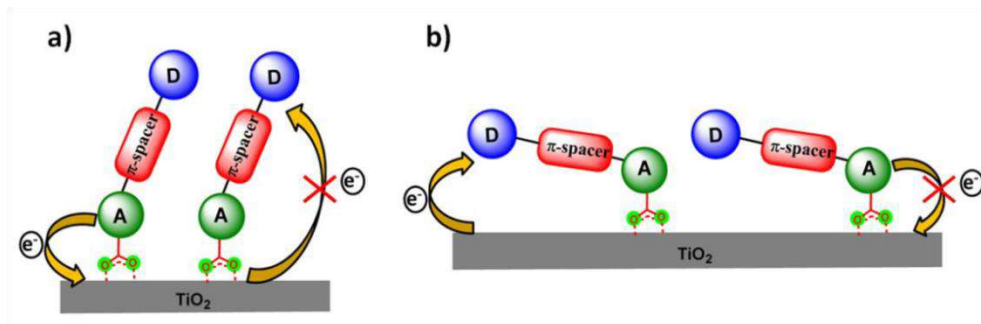 a)
D
D
π-spacer
π-spacer
A
A
e⁻
e⁻
O
O
O
O
TiO₂
b)
D
D
π-spacer
π-spacer
A
A
e⁻
e⁻
O
O
O
O
TiO₂